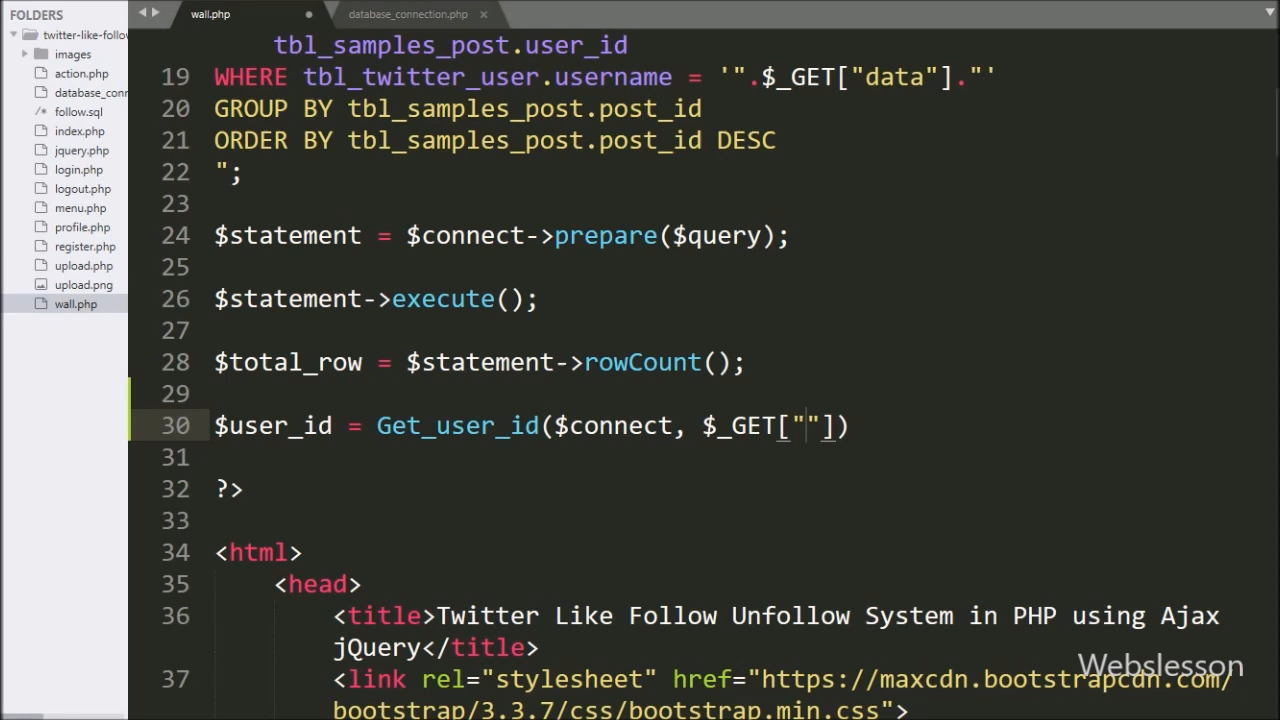 FOLDERS
twitter-like-follow
images
action.php
database_conn
follow.sql
index.php
jquery.php
login.php
logout.php
menu.php
profile.php
register.php
upload.php
upload.png
wall.php
wall.php
database_connection.php
tbl_samples_post.user_id
19 WHERE tbl_twitter_user.username = '".$_GET["data"]."'
20 GROUP BY tbl_samples_post.post_id
21 ORDER BY tbl_samples_post.post_id DESC
22 ";
23
24 $statement = $connect->prepare($query);
25
26 $statement->execute();
27
28 $total_row = $statement->rowCount();
29
30 $user_id = Get_user_id($connect, $_GET[""])
31
32 ?>
33
34 <html>
35 <head>
36 <title>Twitter Like Follow Unfollow System in PHP using Ajax
jQuery</title>
37 <link rel="stylesheet" href="https://maxcdn.bootstrapcdn.com/
bootstrap/3.3.7/css/bootstrap.min.css">
Webslesson